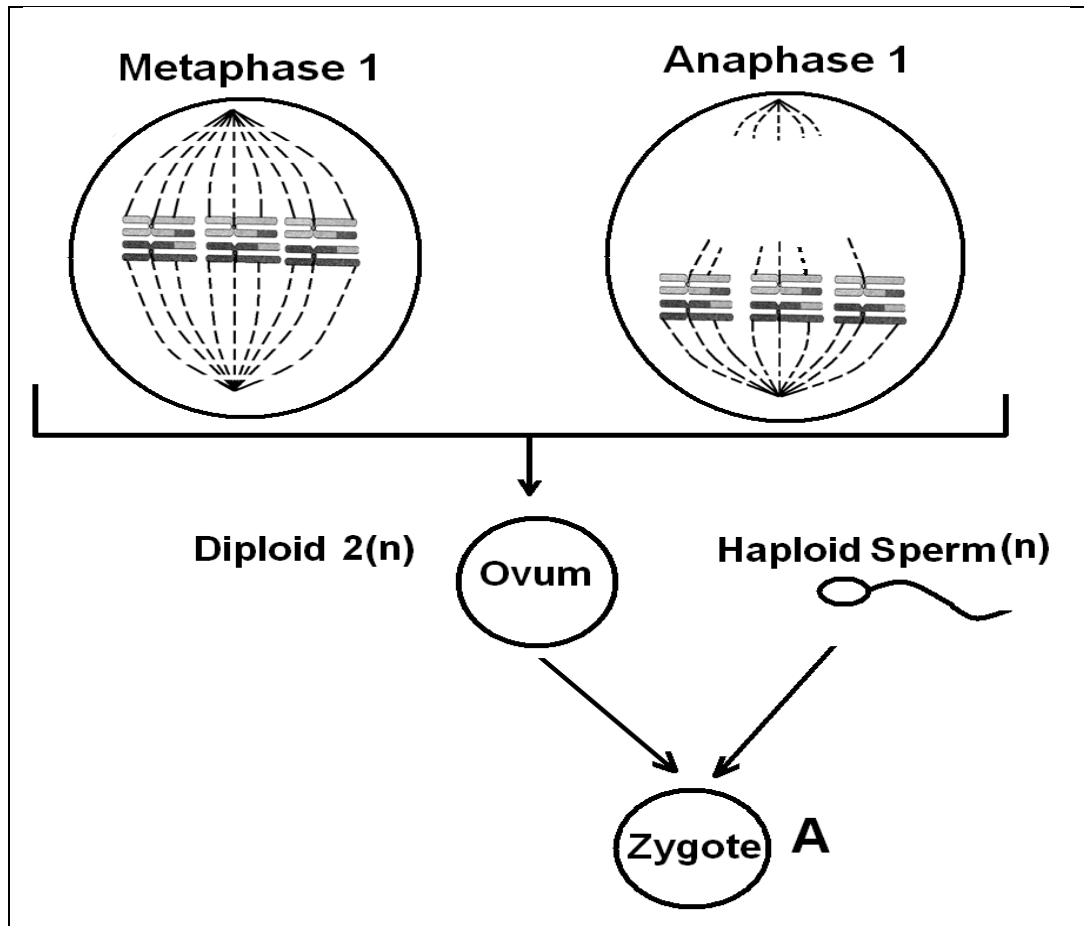 Metaphase 1
Anaphase 1
Diploid 2(n)
Ovum
Haploid Sperm(n)
Zygote
A